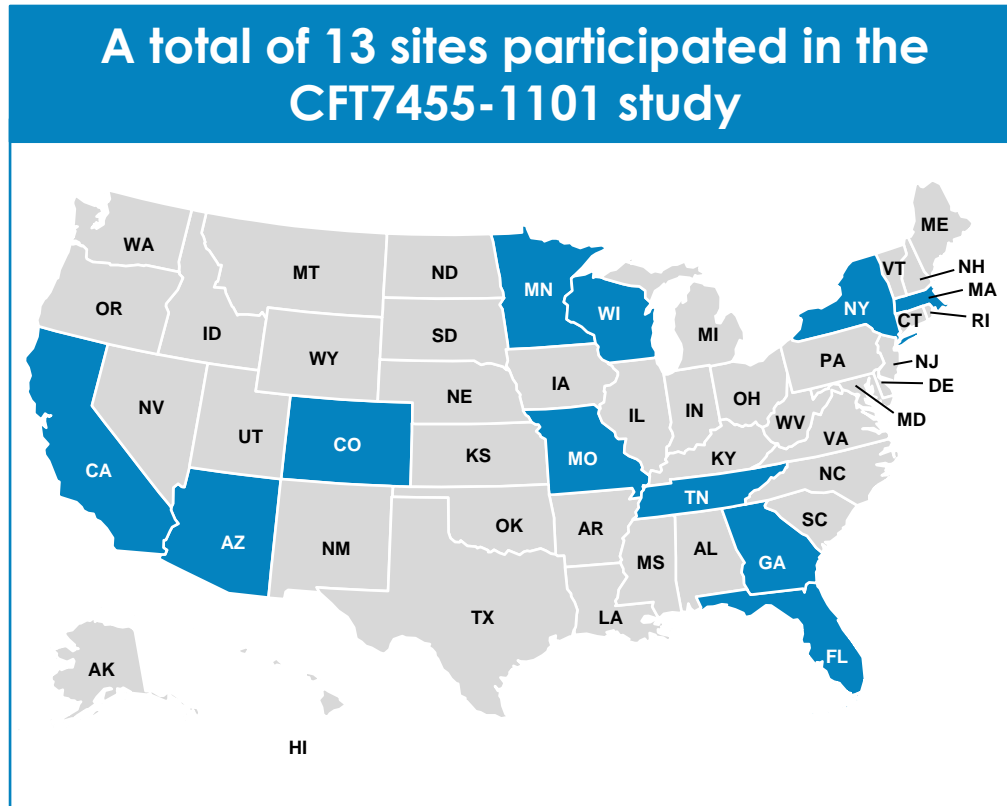 A total of 13 sites participated in the
CFT7455-1101 study
ME
WA
VT
NH
MT
ND
MN
MA
OR
NY
WI
CT
RI
ID
SD
MI
WY
PA
NJ
IA
DE
NE
OH
NV
IL
IN
MD
WV
UT
CO
VA
KS
MO
KY
CA
NC
TN
OK
SC
AR
AZ
NM
AL
MS
GA
TX
LA
FL
AK
HI